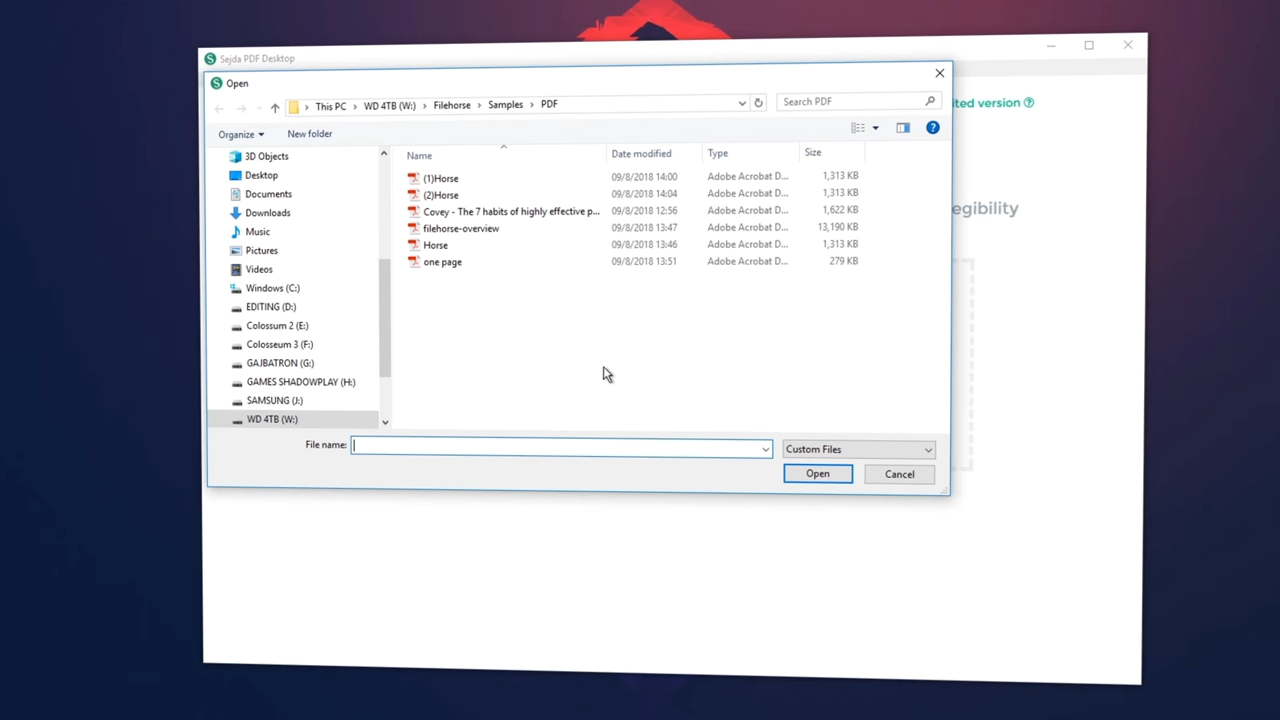 Sejda PDF Desktop
Open
This PC > WD 4TB (W:) > Filehorse > Samples > PDF
Search PDF
ited version
Organize
New folder
Name
Date modified
Type
Size
3D Objects
Desktop
Documents
Downloads
Music
Pictures
Videos
Windows (C:)
EDITING (D:)
Colossum 2 (E:)
Colosseum 3 (F:)
GAJBATRON (G:)
GAMES SHADOWPLAY (H:)
SAMSUNG (J:)
WD 4TB (W:)
(1)Horse 09/8/2018 14:00 Adobe Acrobat D... 1,313 KB
(2)Horse 09/8/2018 14:04 Adobe Acrobat D... 1,313 KB
Covey - The 7 habits of highly effective p... 09/8/2018 12:56 Adobe Acrobat D... 1,622 KB
filehorse-overview 09/8/2018 13:47 Adobe Acrobat D... 13,190 KB
Horse 09/8/2018 13:46 Adobe Acrobat D... 1,313 KB
one page 09/8/2018 13:51 Adobe Acrobat D... 279 KB
egibility
File name:
Custom Files
Open
Cancel